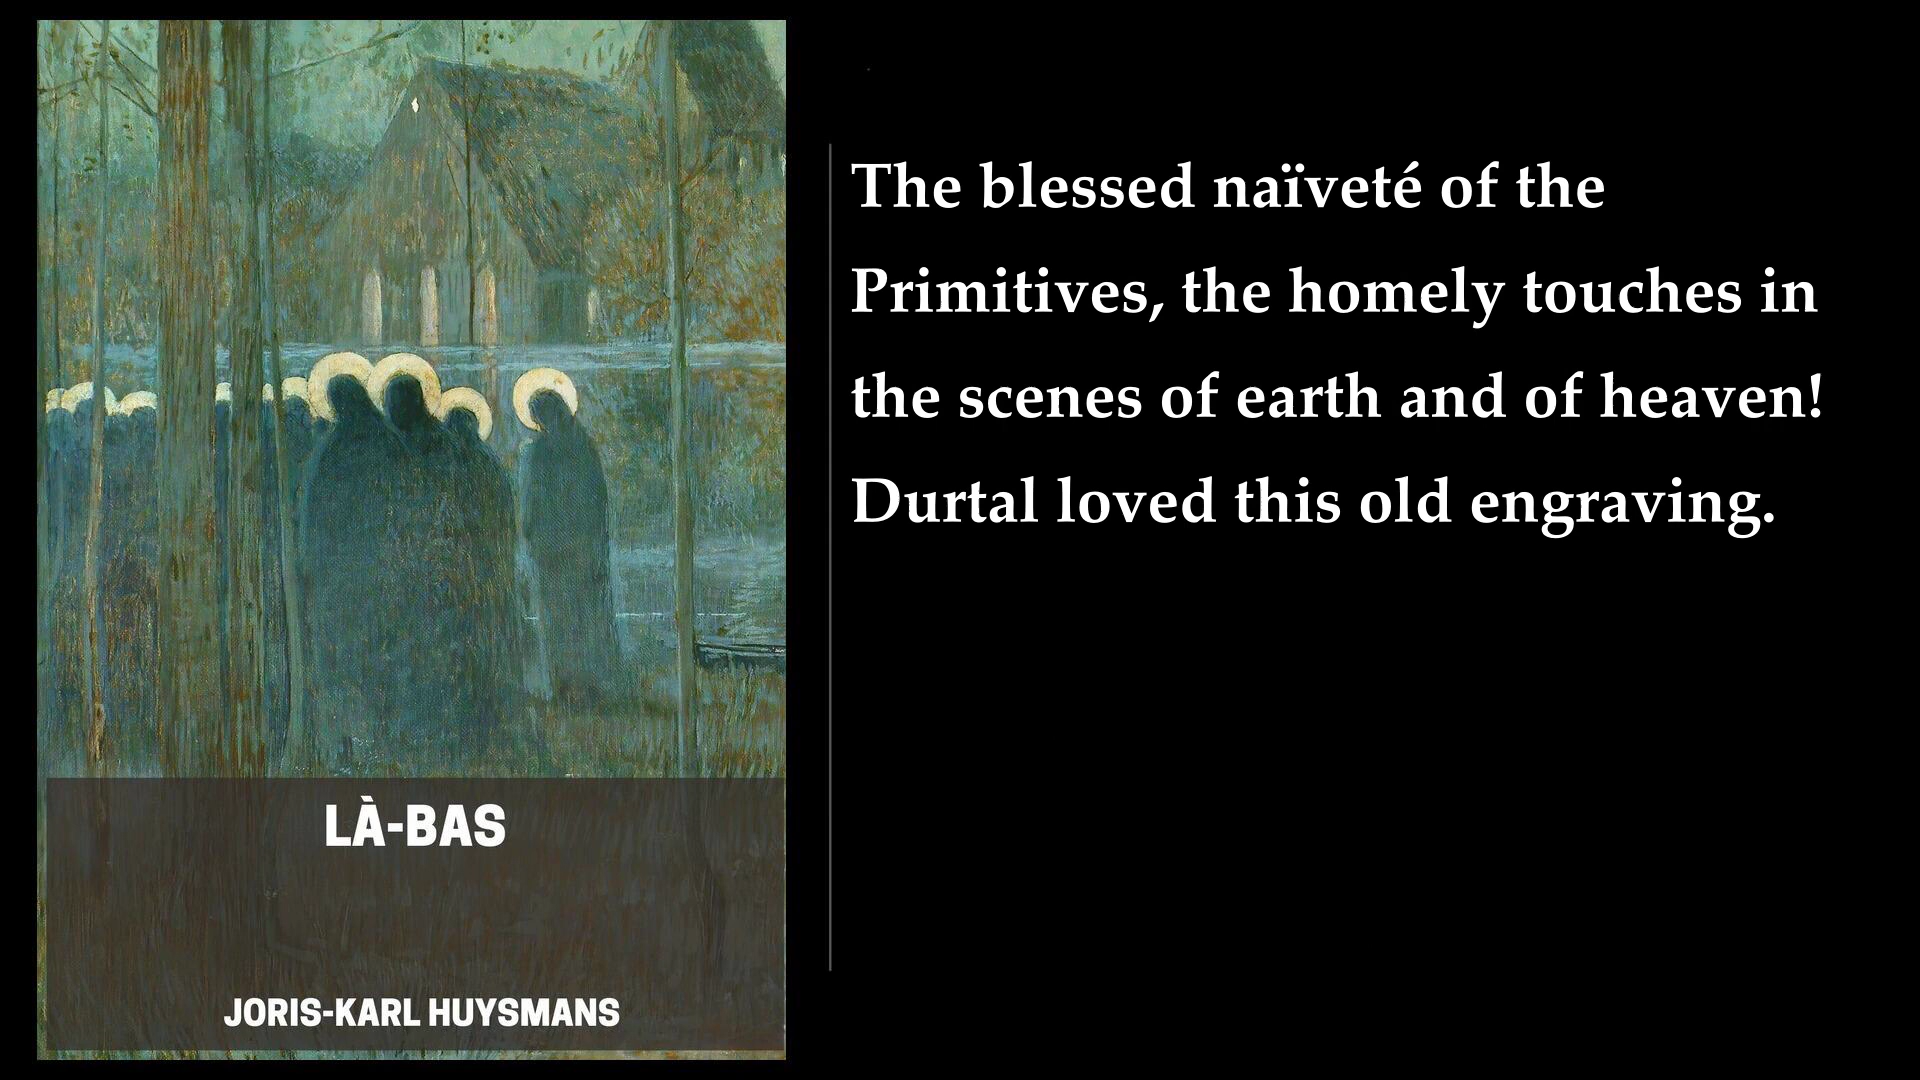 LÀ-BAS
JORIS-KARL HUYSMANS
The blessed naïveté of the
Primitives, the homely touches in
the scenes of earth and of heaven!
Durtal loved this old engraving.